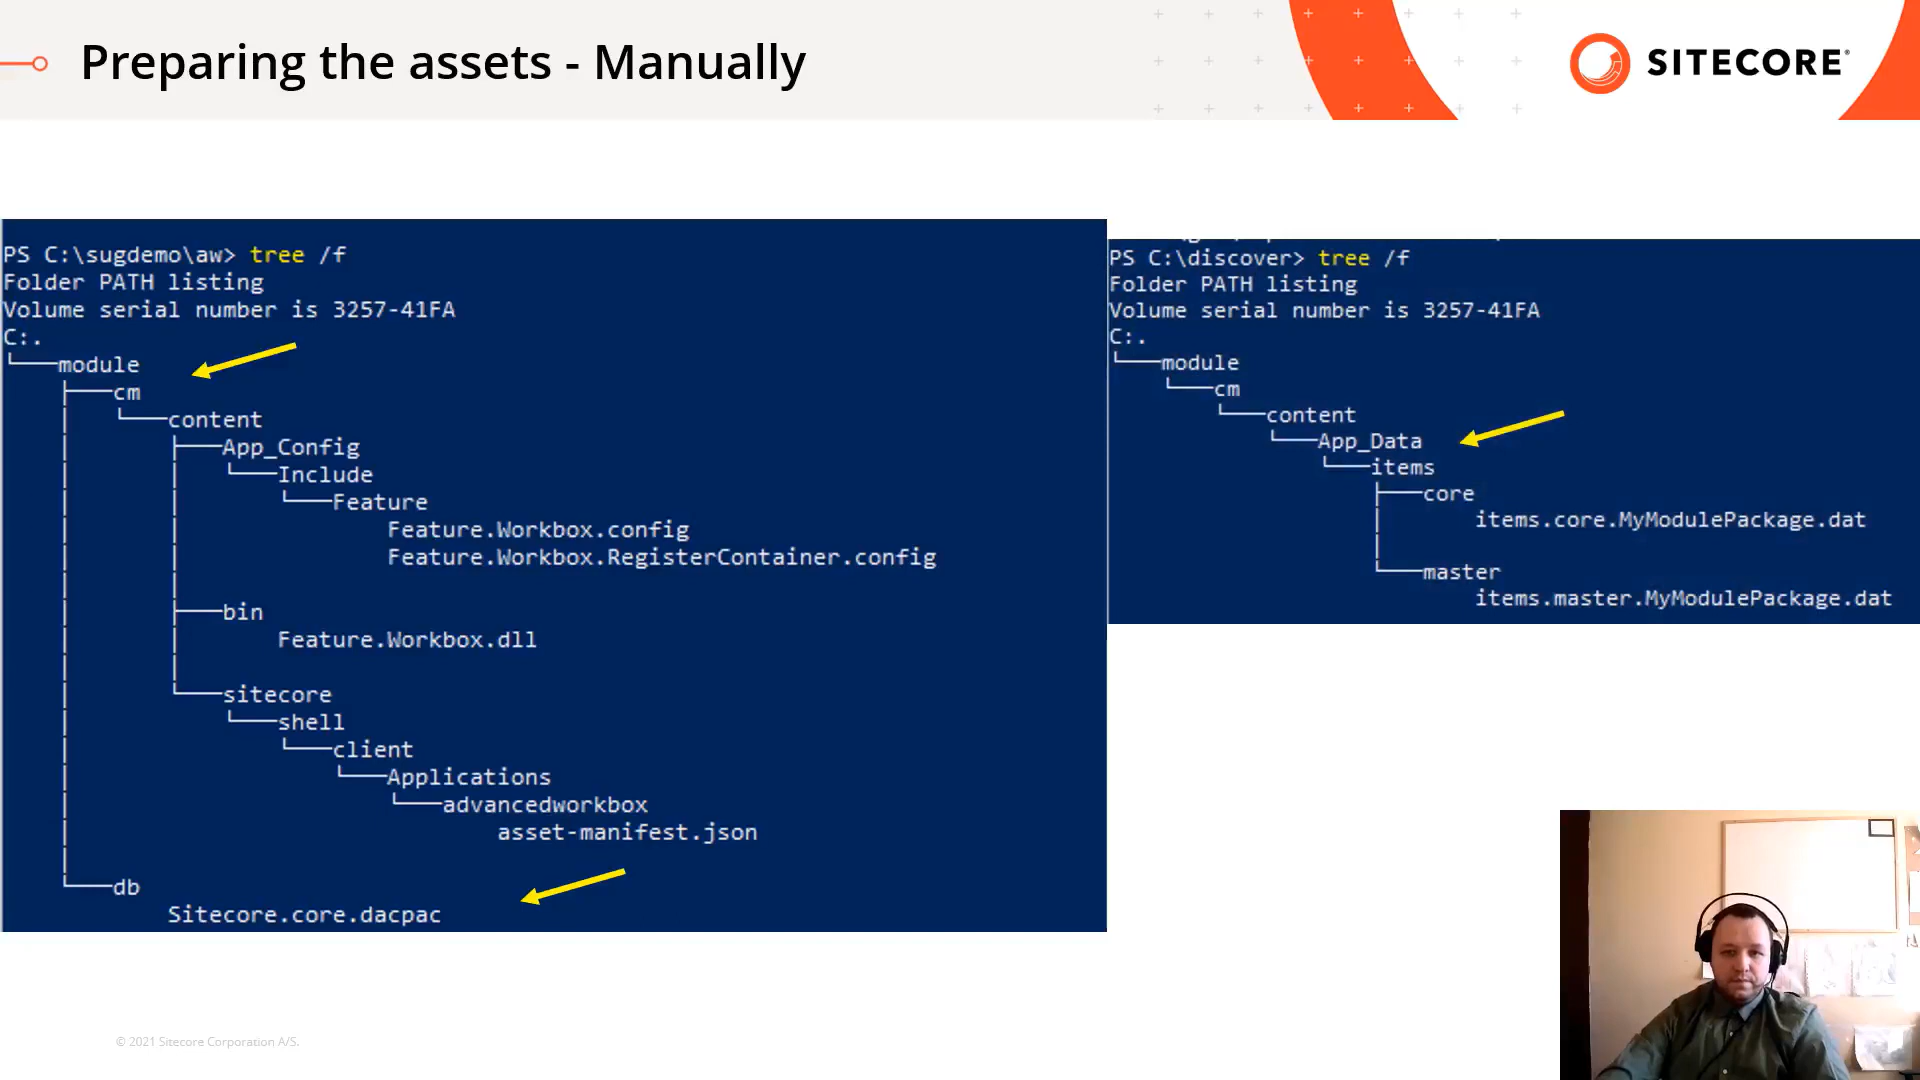 Preparing the assets - Manually
SITECORE
PS C:\sugdemo\aw> tree /f
Folder PATH listing
Volume serial number is 3257-41FA
C:.
└───module
├───cm
└───content
├───App_Config
└───Include
└───Feature
Feature.Workbox.config
Feature.Workbox.RegisterContainer.config
├───bin
Feature.Workbox.dll
└───sitecore
└───shell
└───client
└───Applications
└───advancedworkbox
asset-manifest.json
└───db
Sitecore.core.dacpac
PS C:\discover> tree /f
Folder PATH listing
Volume serial number is 3257-41FA
C:.
└───module
└───cm
└───content
└───App_Data
└───items
├───core
items.core.MyModulePackage.dat
└───master
items.master.MyModulePackage.dat
© 2021 Sitecore Corporation A/S.